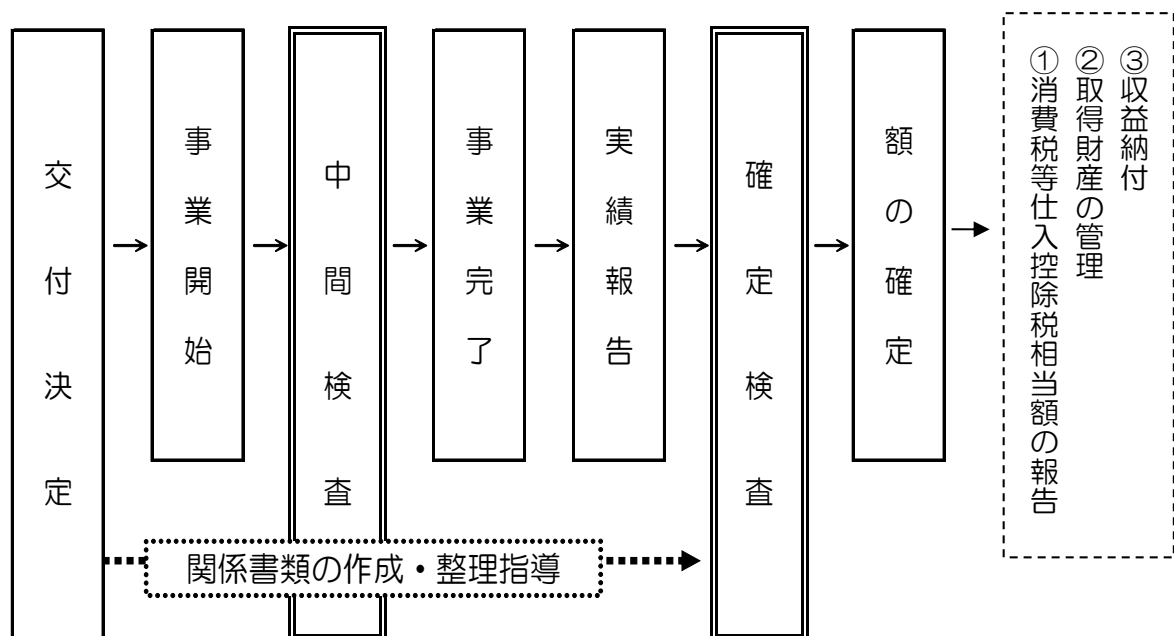 交付決定
事業開始
中間検査
事業完了
実績報告
確定検査
額の確定
③収益納付
②取得財産の管理
①消費税等仕入控除税相当額の報告
関係書類の作成・整理指導